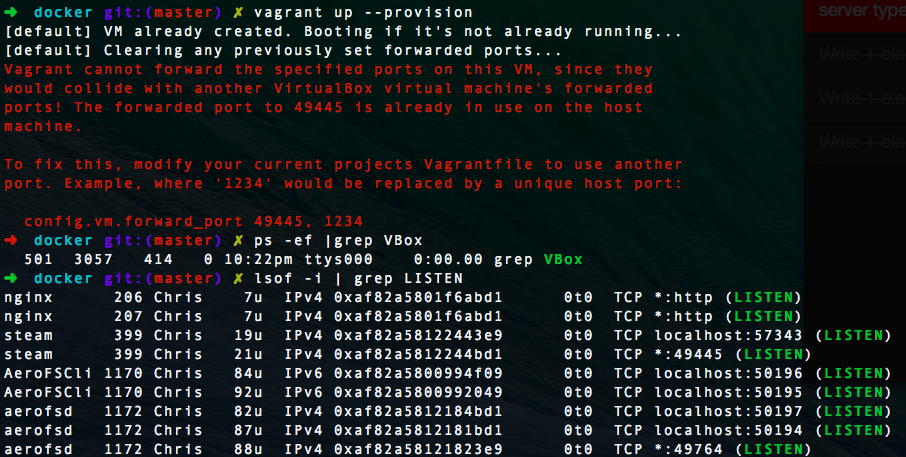 ➜  docker git:(master) ✗ vagrant up --provision
[default] VM already created. Booting if it's not already running...
[default] Clearing any previously set forwarded ports...
Vagrant cannot forward the specified ports on this VM, since they
would collide with another VirtualBox virtual machine's forwarded
ports! The forwarded port to 49445 is already in use on the host
machine.
To fix this, modify your current projects Vagrantfile to use another
port. Example, where '1234' would be replaced by a unique host port:
config.vm.forward_port 49445, 1234
➜  docker git:(master) ✗ ps -ef |grep VBox
501  3057   414   0 10:22pm ttys000    0:00.00 grep VBox
➜  docker git:(master) ✗ lsof -i | grep LISTEN
nginx      206 Chris    7u  IPv4 0xaf82a5801f6abd1      0t0  TCP *:http (LISTEN)
nginx      207 Chris    7u  IPv4 0xaf82a5801f6abd1      0t0  TCP *:http (LISTEN)
steam      399 Chris   19u  IPv4 0xaf82a58122443e9      0t0  TCP localhost:57343 (LISTEN)
steam      399 Chris   21u  IPv4 0xaf82a5812244bd1      0t0  TCP *:49445 (LISTEN)
AeroFSCli 1170 Chris   84u  IPv6 0xaf82a5800994f09      0t0  TCP localhost:50196 (LISTEN)
AeroFSCli 1170 Chris   92u  IPv6 0xaf82a5800992049      0t0  TCP localhost:50195 (LISTEN)
aerofsd   1172 Chris   82u  IPv4 0xaf82a5812184bd1      0t0  TCP localhost:50197 (LISTEN)
aerofsd   1172 Chris   87u  IPv4 0xaf82a5812181bd1      0t0  TCP localhost:50194 (LISTEN)
aerofsd   1172 Chris   88u  IPv4 0xaf82a58121823e9      0t0  TCP *:49764 (LISTEN)
server type
Write 1 blo
Write 1 blo
Write 1 blo